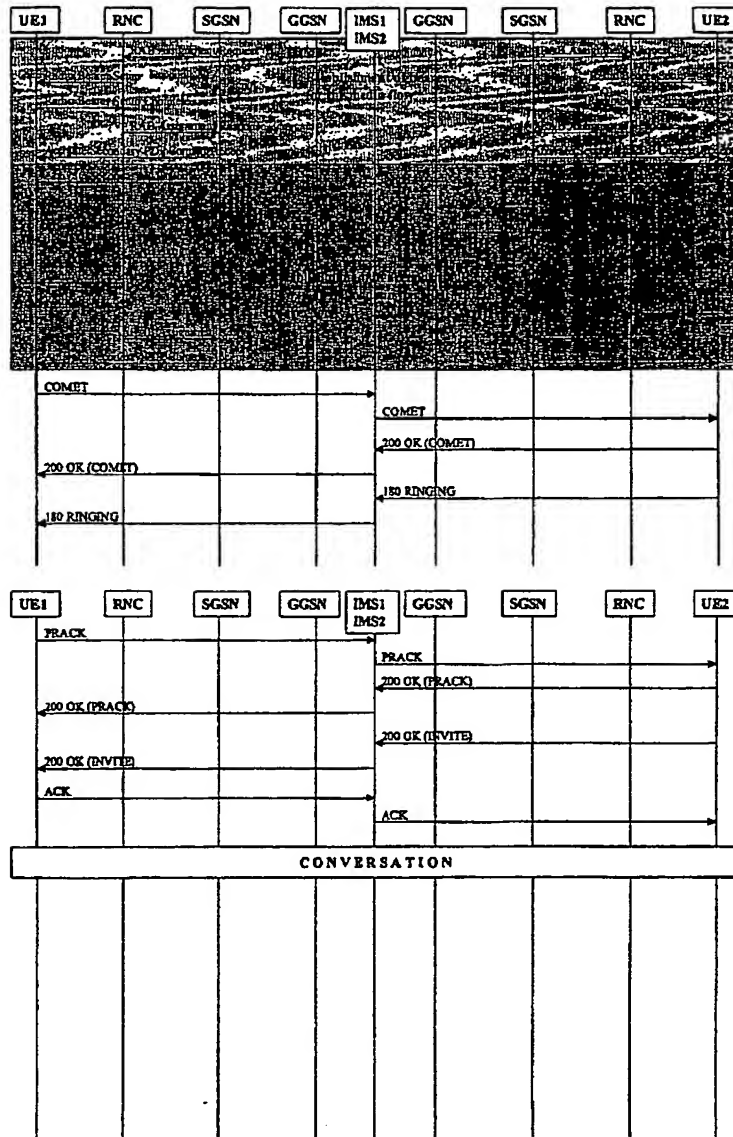 UE1 RNC SGSN GGSN IMS1 GGSN SGSN RNC UE2
IMS2
COMET
COMET
200 OK (COMET)
200 OK (COMET)
180 RINGING
180 RINGING
UE1 RNC SGSN GGSN IMS1 GGSN SGSN RNC UE2
IMS2
PRACK
PRACK
200 OK (PRACK)
200 OK (PRACK)
200 OK (INVITE)
200 OK (INVITE)
ACK
ACK
CONVERSATION